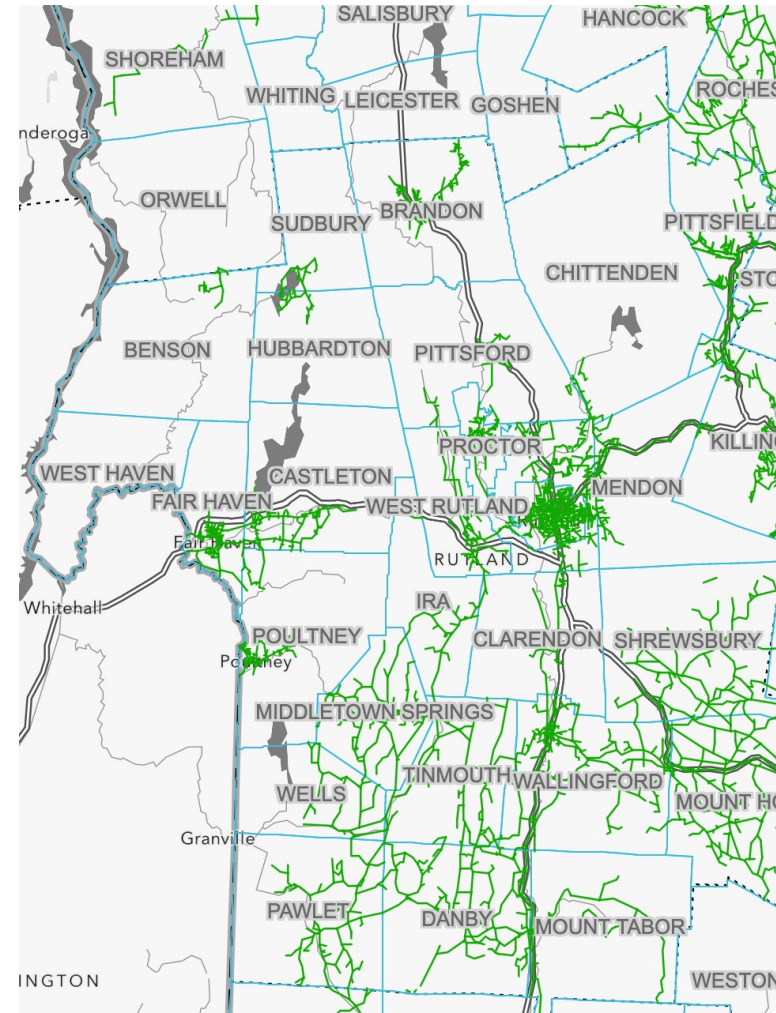 SALISBURY
HANCOCK
SHOREHAM
WHITING
LEICESTER
GOSHEN
ROCHES
nderoga
ORWELL
SUDBURY
BRANDON
PITTSFIELD
CHITTENDEN
STO
BENSON
HUBBARDTON
PITTSFORD
PROCTOR
KILLING
WEST HAVEN
CASTLETON
MENDON
FAIR HAVEN
WEST RUTLAND
Fair Haven
RUTLAND
Whitehall
IRA
POULTNEY
CLARENDON
SHREWSBURY
Poultney
MIDDLETOWN SPRINGS
TINMOUTH
WALLINGFORD
WELLS
MOUNT HO
Granville
PAWLET
DANBY
MOUNT TABOR
INGTON
WESTON